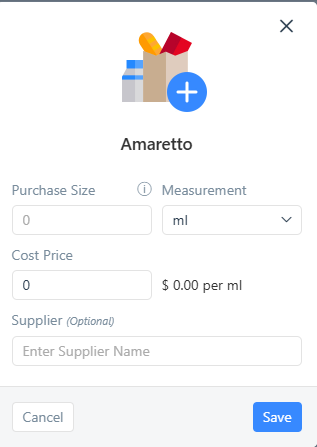 Amaretto
Purchase Size ⓘ Measurement
0 ml
Cost Price
0 $ 0.00 per ml
Supplier (Optional)
Enter Supplier Name
Cancel Save